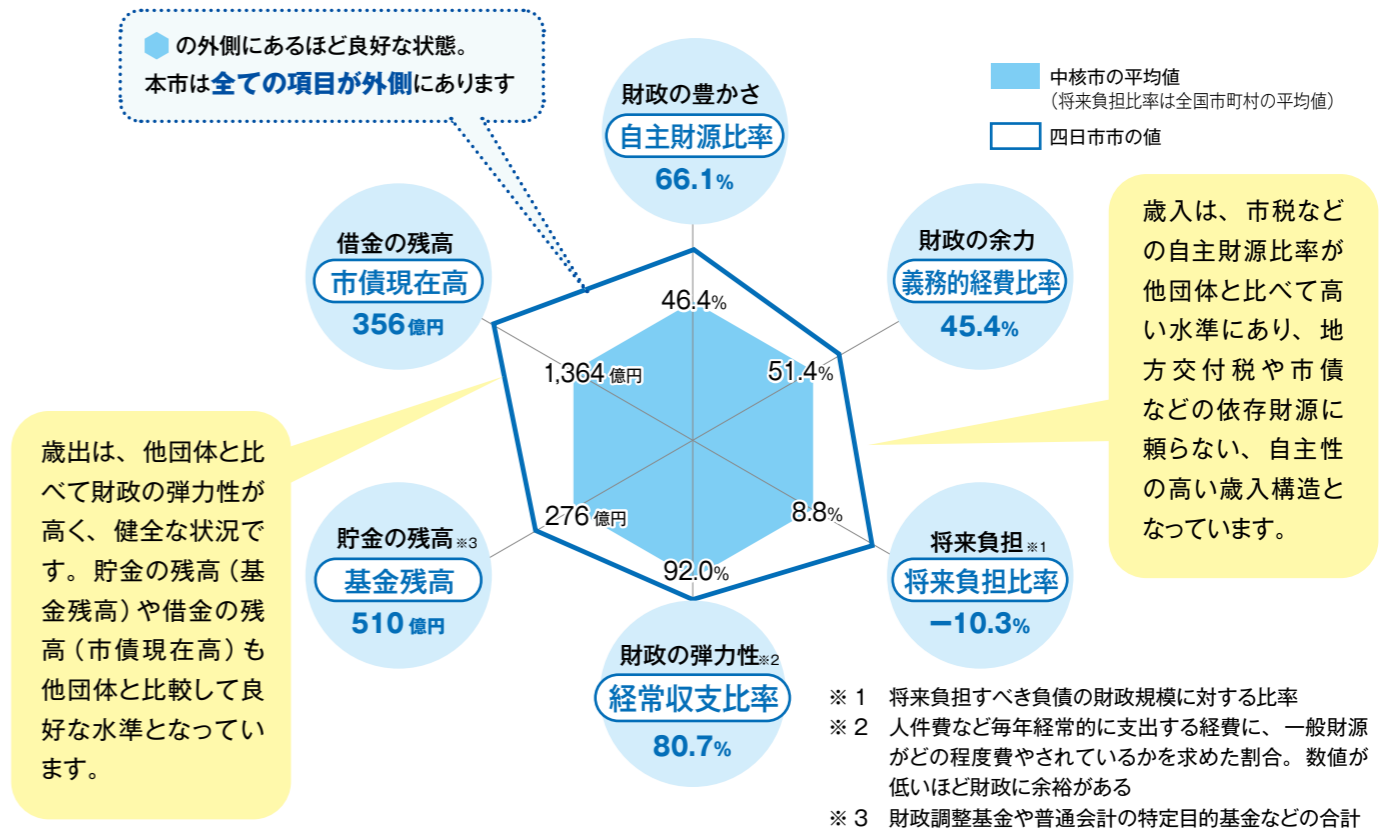 の外側にあるほど良好な状態。
本市は全ての項目が外側にあります
中核市の平均値
（将来負担比率は全国市町村の平均値）
四日市市の値
財政の豊かさ
自主財源比率
66.1%
46.4%
財政の余力
義務的経費比率
45.4%
51.4%
将来負担※1
将来負担比率
−10.3%
8.8%
財政の弾力性※2
経常収支比率
80.7%
92.0%
貯金の残高※3
基金残高
510億円
276億円
借金の残高
市債現在高
356億円
1,364億円
歳入は、市税など
の自主財源比率が
他団体と比べて高
い水準にあり、地
方交付税や市債
などの依存財源に
頼らない、自主性
の高い歳入構造と
なっています。
歳出は、他団体と比
べて財政の弾力性が
高く、健全な状況で
す。貯金の残高（基
金残高）や借金の残
高（市債現在高）も
他団体と比較して良
好な水準となってい
ます。
※1　将来負担すべき負債の財政規模に対する比率
※2　人件費など毎年経常的に支出する経費に、一般財源
がどの程度費やされているかを求めた割合。数値が
低いほど財政に余裕がある
※3　財政調整基金や普通会計の特定目的基金などの合計